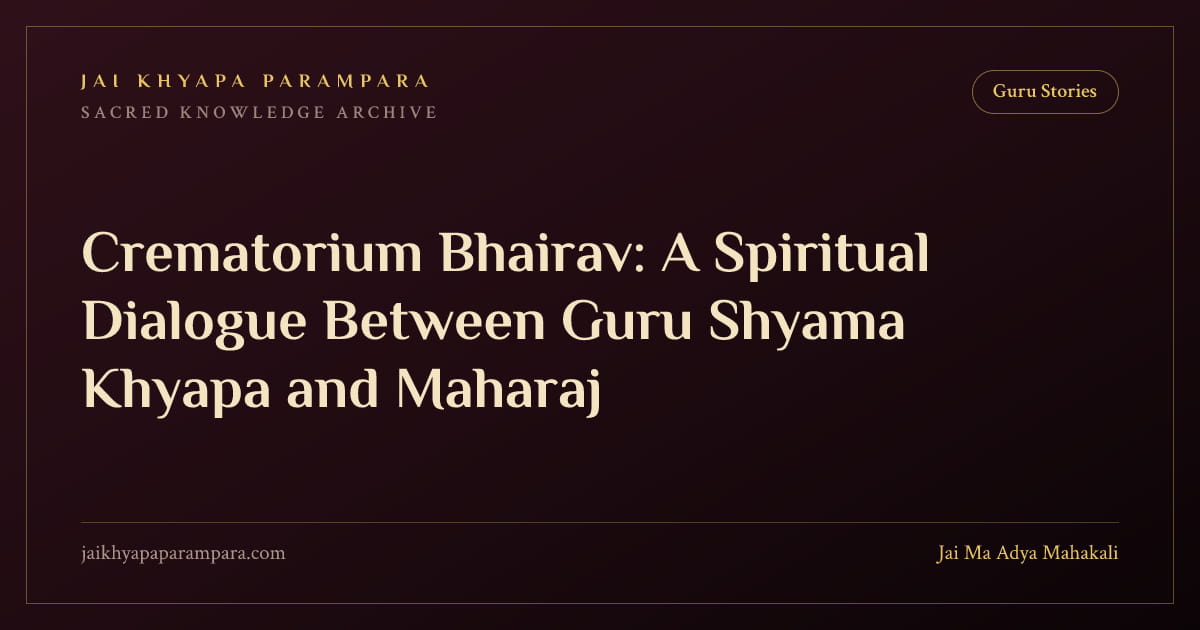 JAI KHYAPA PARAMPARA
SACRED KNOWLEDGE ARCHIVE
Guru Stories
Crematorium Bhairav: A Spiritual
Dialogue Between Guru Shyama
Khyapa and Maharaj
jaikhyapaparampara.com
Jai Ma Adya Mahakali